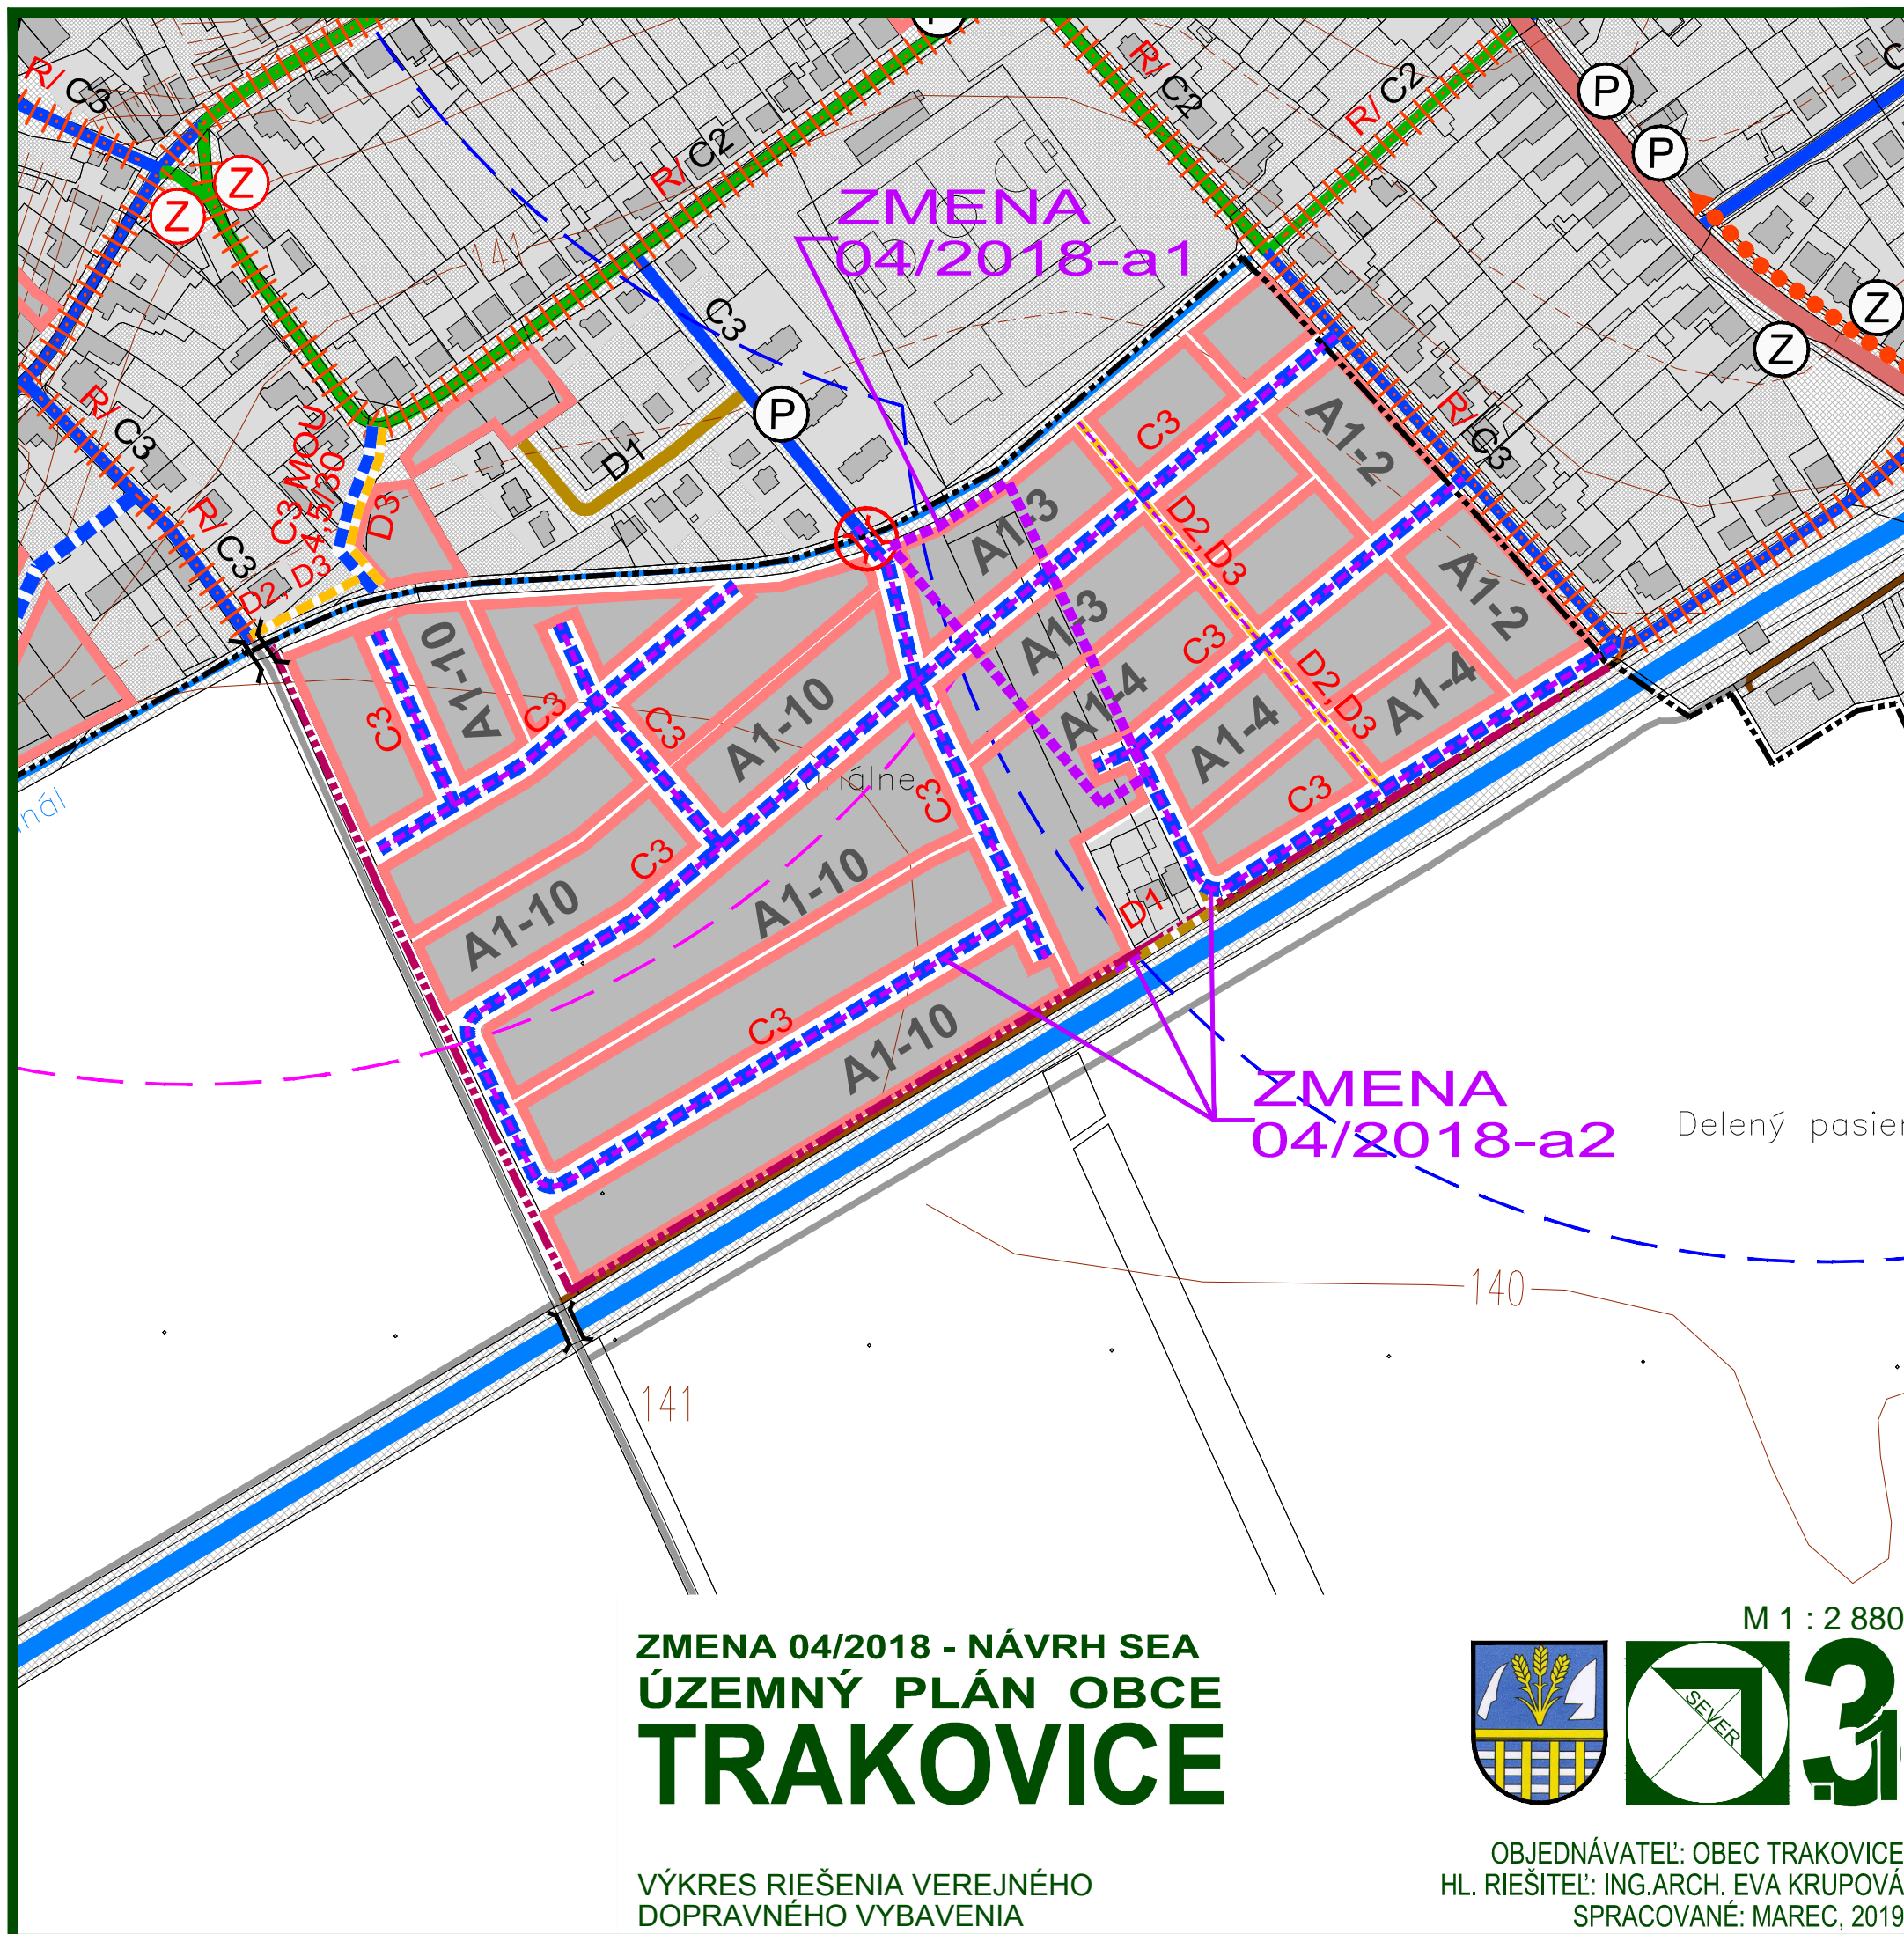 R/ C3
R/ C2
R/ C2
R/ C2
P
P
Z
Z
141
ZMENA
04/2018-a1
C3
P
Z
Z
R/ C3
C3 MOU
4,5/30
D3
D1
R/ C3
D2, D3
C3
A1-2
R/ C3
A1-3
D2,D3
A1-2
A1-10
C3
C3
C3
A1-10
A1-3
A1-4
C3
D2,D3
A1-4
A1-4
C3
C3
A1-10
C3
A1-10
D1
C3
A1-10
ZMENA
04/2018-a2
Delený
140
141
M 1 : 2 880
ZMENA 04/2018 - NÁVRH SEA
ÚZEMNÝ PLÁN OBCE
TRAKOVICE
SEVER
3.1
VÝKRES RIEŠENIA VEREJNÉHO
DOPRAVNÉHO VYBAVENIA
OBJEDNÁVATEĽ: OBEC TRAKOVICE
HL. RIEŠITEĽ: ING.ARCH. EVA KRUPOVÁ
SPRACOVANÉ: MAREC, 2019